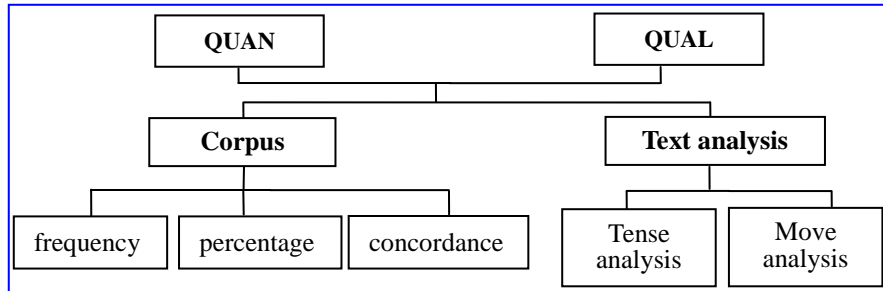 QUAN
QUAL
Corpus
Text analysis
frequency
percentage
concordance
Tense
analysis
Move
analysis